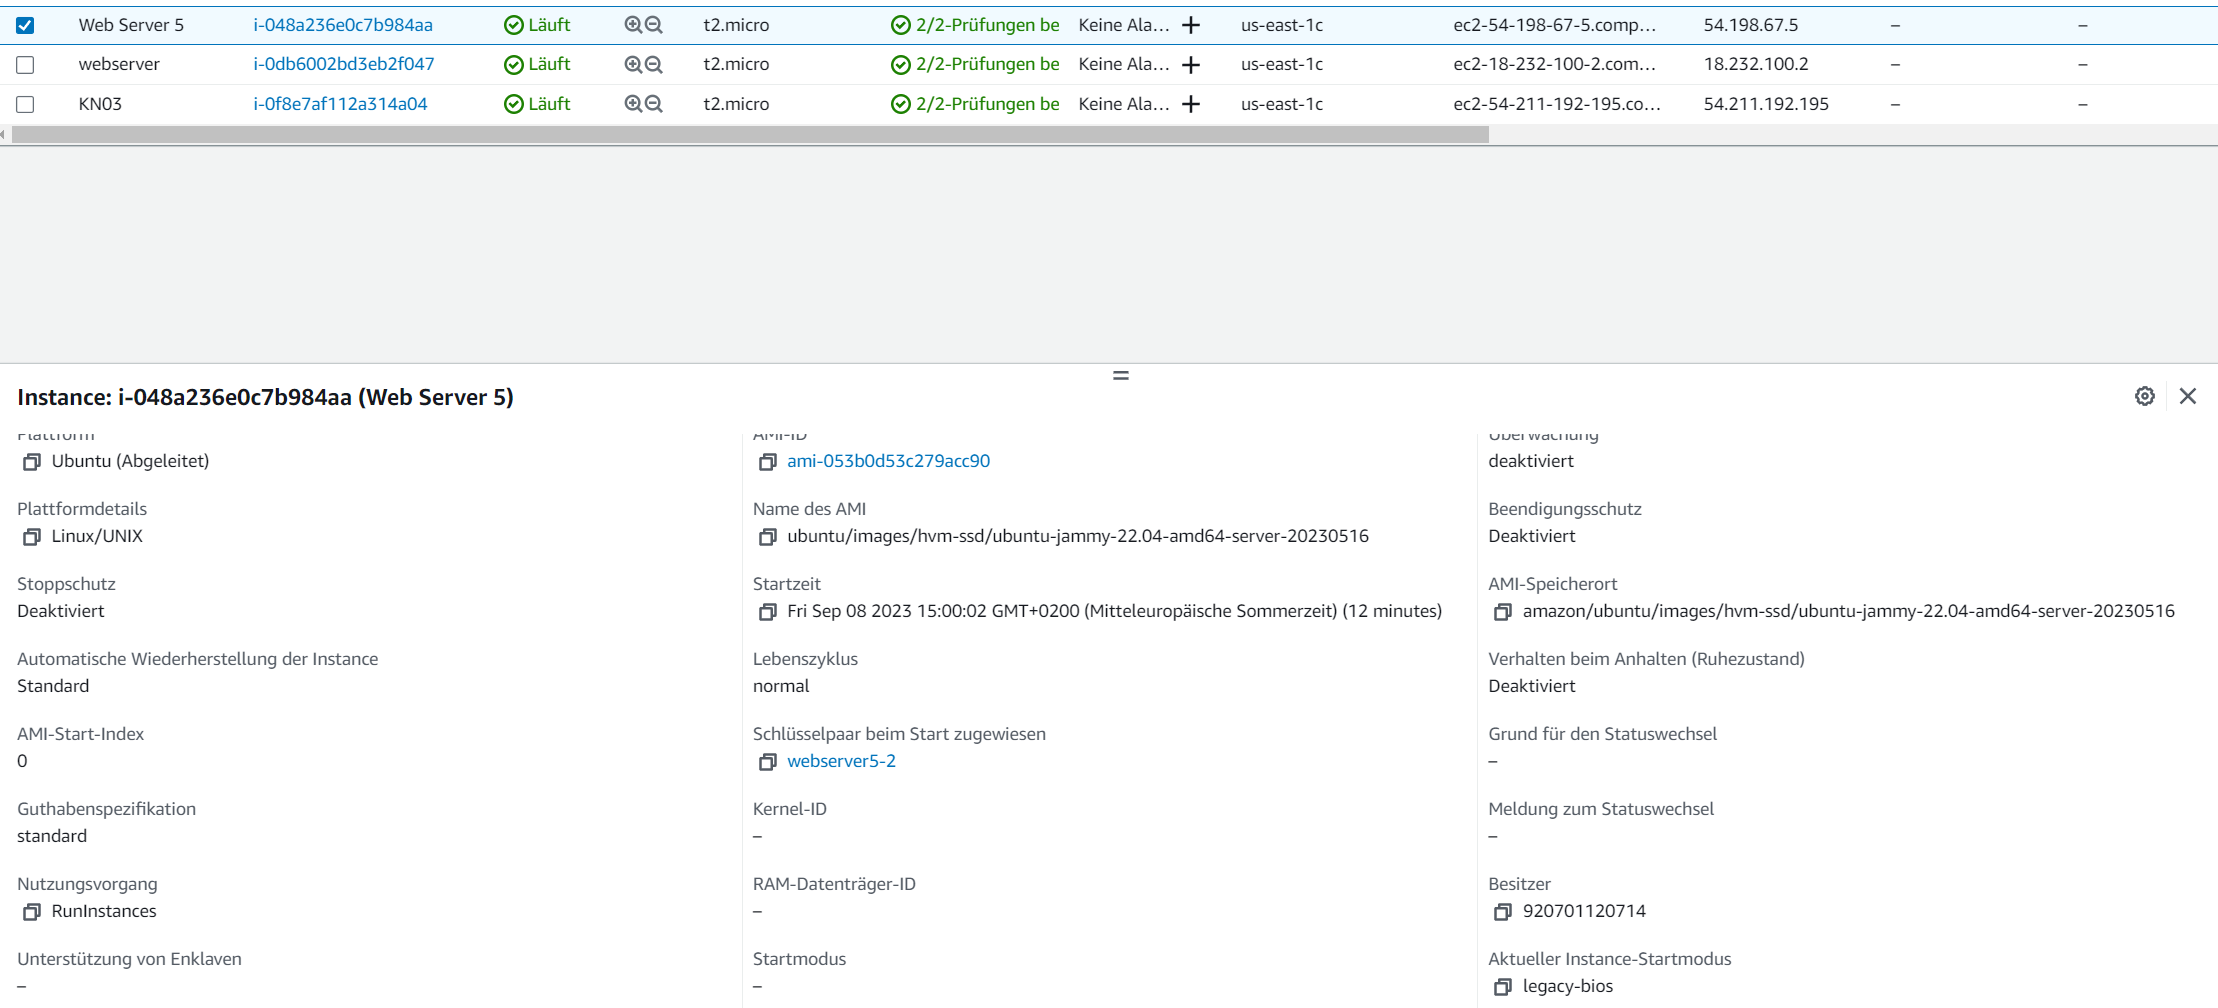 Web Server 5 i-048a236e0c7b984aa Läuft t2.micro 2/2-Prüfungen be Keine Ala... us-east-1c ec2-54-198-67-5.comp... 54.198.67.5 – –
webserver i-0db6002bd3eb2f047 Läuft t2.micro 2/2-Prüfungen be Keine Ala... us-east-1c ec2-18-232-100-2.com... 18.232.100.2 – –
KN03 i-0f8e7af112a314a04 Läuft t2.micro 2/2-Prüfungen be Keine Ala... us-east-1c ec2-54-211-192-195.co... 54.211.192.195 – –
Instance: i-048a236e0c7b984aa (Web Server 5)
Plattform
Ubuntu (Abgeleitet)
Plattformdetails
Linux/UNIX
Stoppschutz
Deaktiviert
Automatische Wiederherstellung der Instance
Standard
AMI-Start-Index
0
Guthabenspezifikation
standard
Nutzungsvorgang
RunInstances
Unterstützung von Enklaven
–
AMI-ID
ami-053b0d53c279acc90
Name des AMI
ubuntu/images/hvm-ssd/ubuntu-jammy-22.04-amd64-server-20230516
Startzeit
Fri Sep 08 2023 15:00:02 GMT+0200 (Mitteleuropäische Sommerzeit) (12 minutes)
Lebenszyklus
normal
Schlüsselpaar beim Start zugewiesen
webserver5-2
Kernel-ID
–
RAM-Datenträger-ID
–
Startmodus
–
Überwachung
deaktiviert
Beendigungsschutz
Deaktiviert
AMI-Speicherort
amazon/ubuntu/images/hvm-ssd/ubuntu-jammy-22.04-amd64-server-20230516
Verhalten beim Anhalten (Ruhezustand)
Deaktiviert
Grund für den Statuswechsel
–
Meldung zum Statuswechsel
–
Besitzer
920701120714
Aktueller Instance-Startmodus
legacy-bios